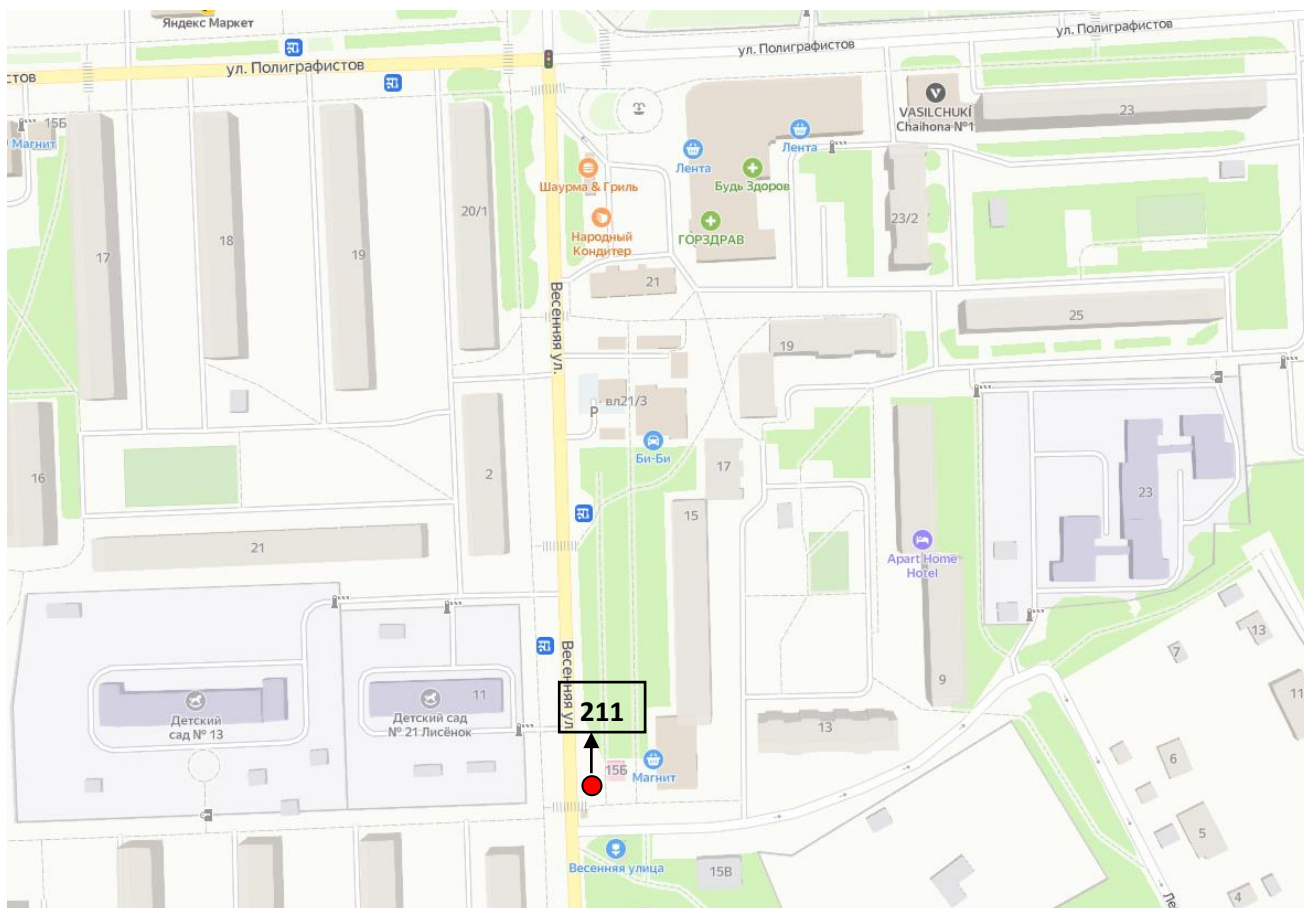 Яндекс Маркет
ул. Полиграфистов
ул. Полиграфистов
стов
15Б
Магнит
VASILCHUKÍ
Chaihona №1
23
Лента
Лента
Будь Здоров
Шаурма & Гриль
20/1
18
19
17
23/2
Народный
Кондитер
ГОРЗДРАВ
21
Весенняя ул.
25
19
вл21/3
P
Би-Би
17
16
2
23
15
21
Apart Home
Hotel
Весенняя ул.
13
7
9
11
11
Детский
сад № 13
Детский сад
№ 21 Лисёнок
211
13
6
15Б
Магнит
5
Весенняя улица
15В
4
Ле